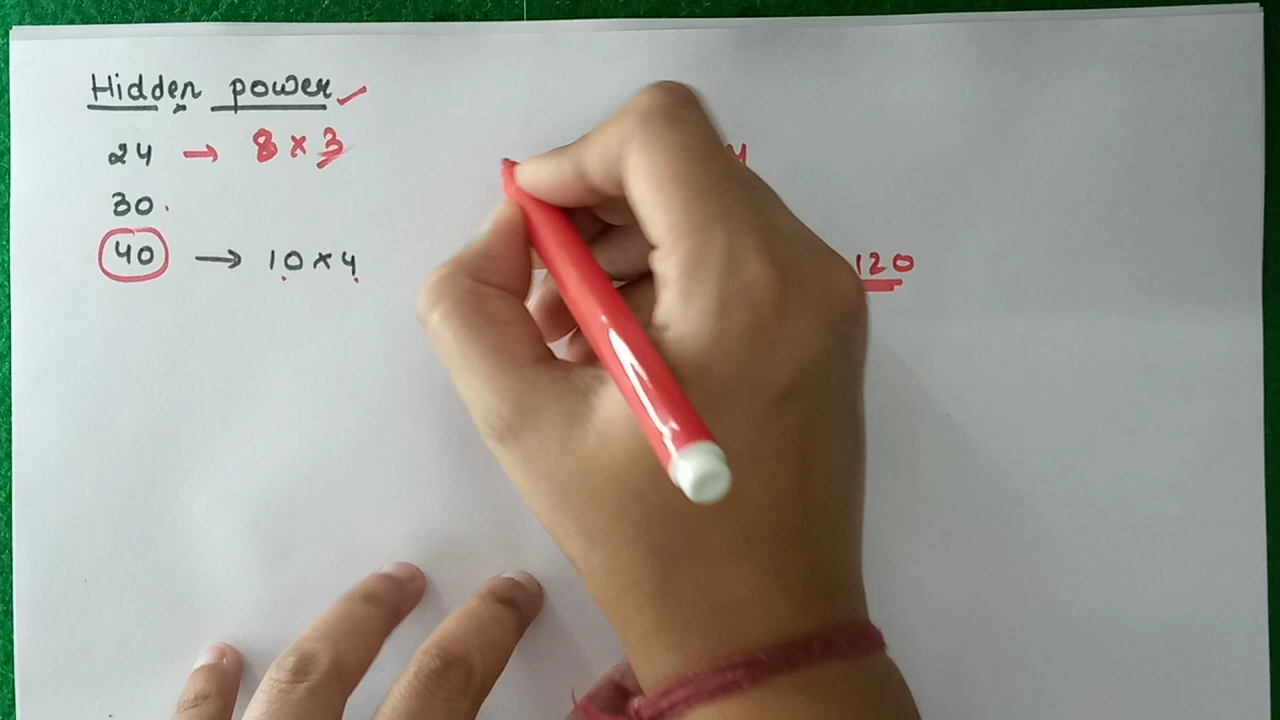 Hidden power
24 → 8 × 3
30.
40 → 10 × 4 120